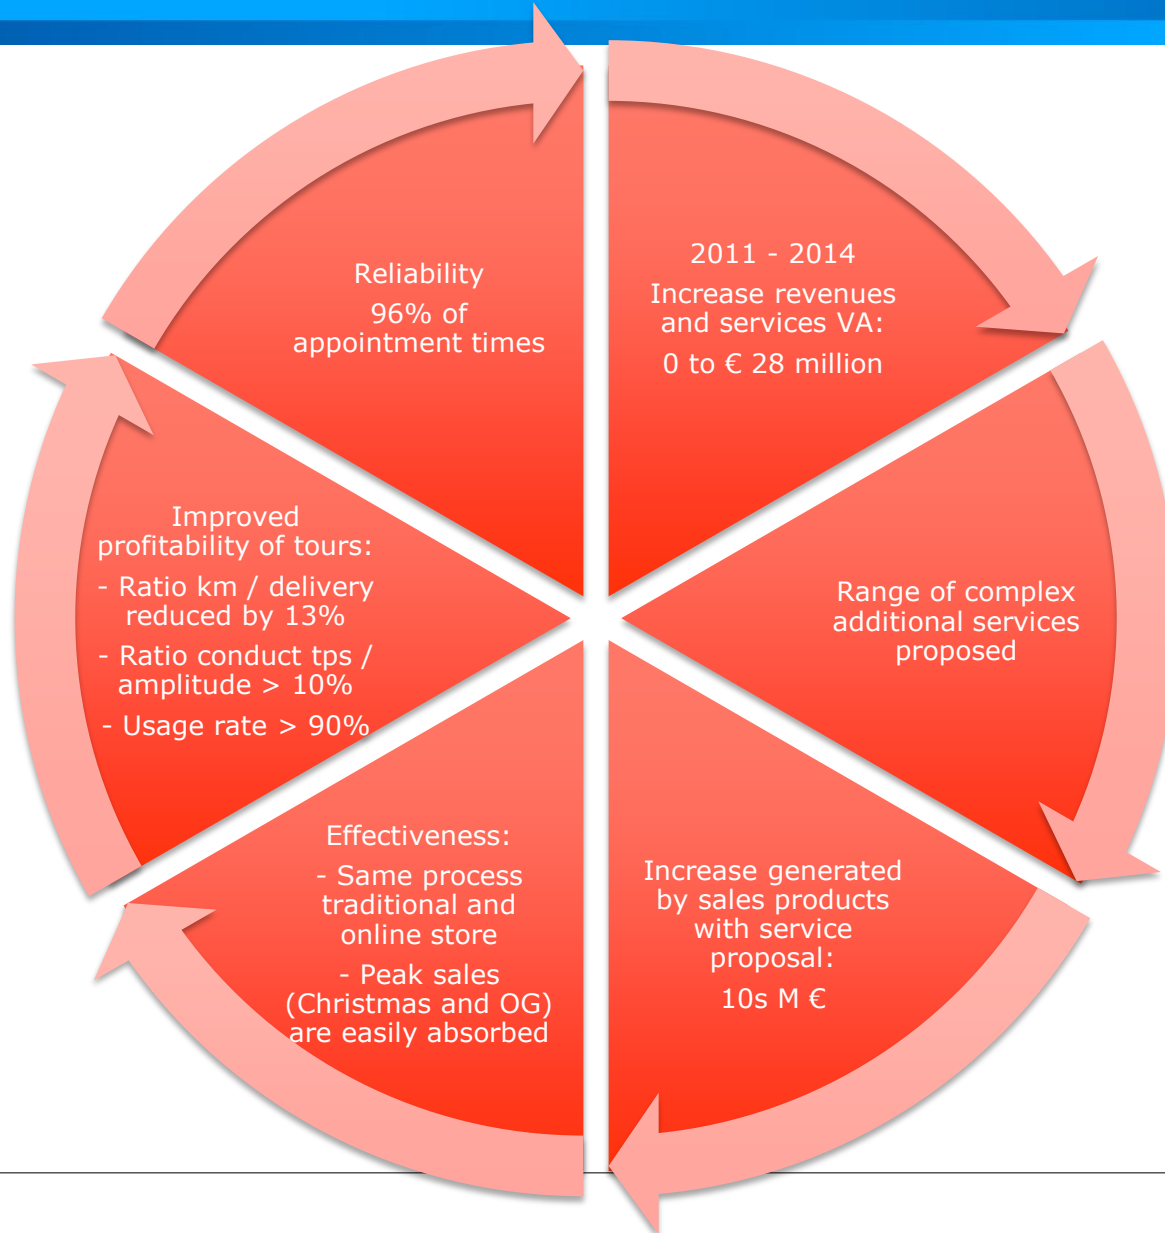 2011 - 2014
Increase revenues
and services VA:
0 to € 28 million
Range of complex
additional services
proposed
Increase generated
by sales products
with service
proposal:
10s M €
Effectiveness:
- Same process
traditional and
online store
- Peak sales
(Christmas and OG)
are easily absorbed
Improved
profitability of tours:
- Ratio km / delivery
reduced by 13%
- Ratio conduct tps /
amplitude > 10%
- Usage rate > 90%
Reliability
96% of
appointment times